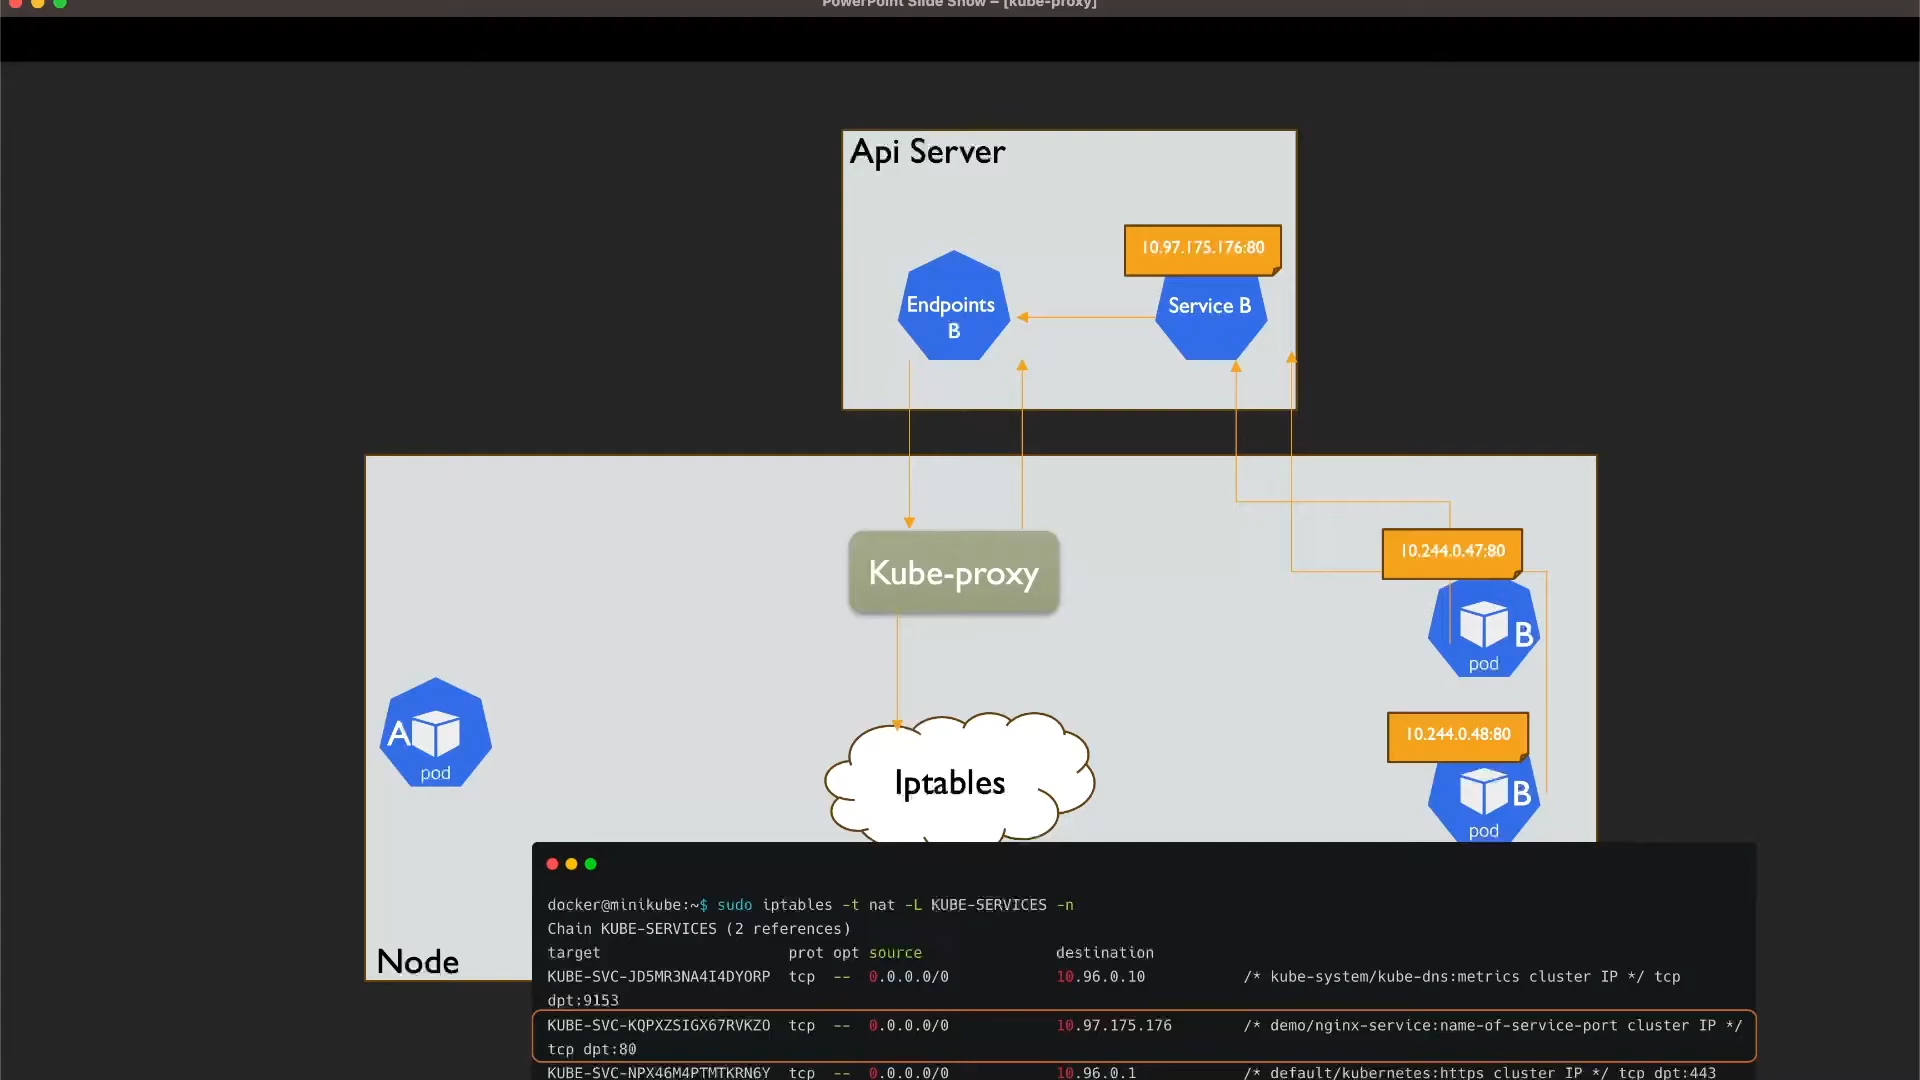 PowerPoint Slide Show – [kube-proxy]
Api Server
10.97.175.176:80
Endpoints
B
Service B
10.244.0.47:80
Kube-proxy
B
pod
A
pod
10.244.0.48:80
Iptables
B
pod
Node
docker@minikube:~$ sudo iptables -t nat -L KUBE-SERVICES -n
Chain KUBE-SERVICES (2 references)
target prot opt source destination
KUBE-SVC-JD5MR3NA4I4DYORP tcp -- 0.0.0.0/0 10.96.0.10 /* kube-system/kube-dns:metrics cluster IP */ tcp
dpt:9153
KUBE-SVC-KQPXZSIGX67RVKZO tcp -- 0.0.0.0/0 10.97.175.176 /* demo/nginx-service:name-of-service-port cluster IP */
tcp dpt:80
KUBE-SVC-NPX46M4PTMTKRN6Y tcp -- 0.0.0.0/0 10.96.0.1 /* default/kubernetes:https cluster IP */ tcp dpt:443